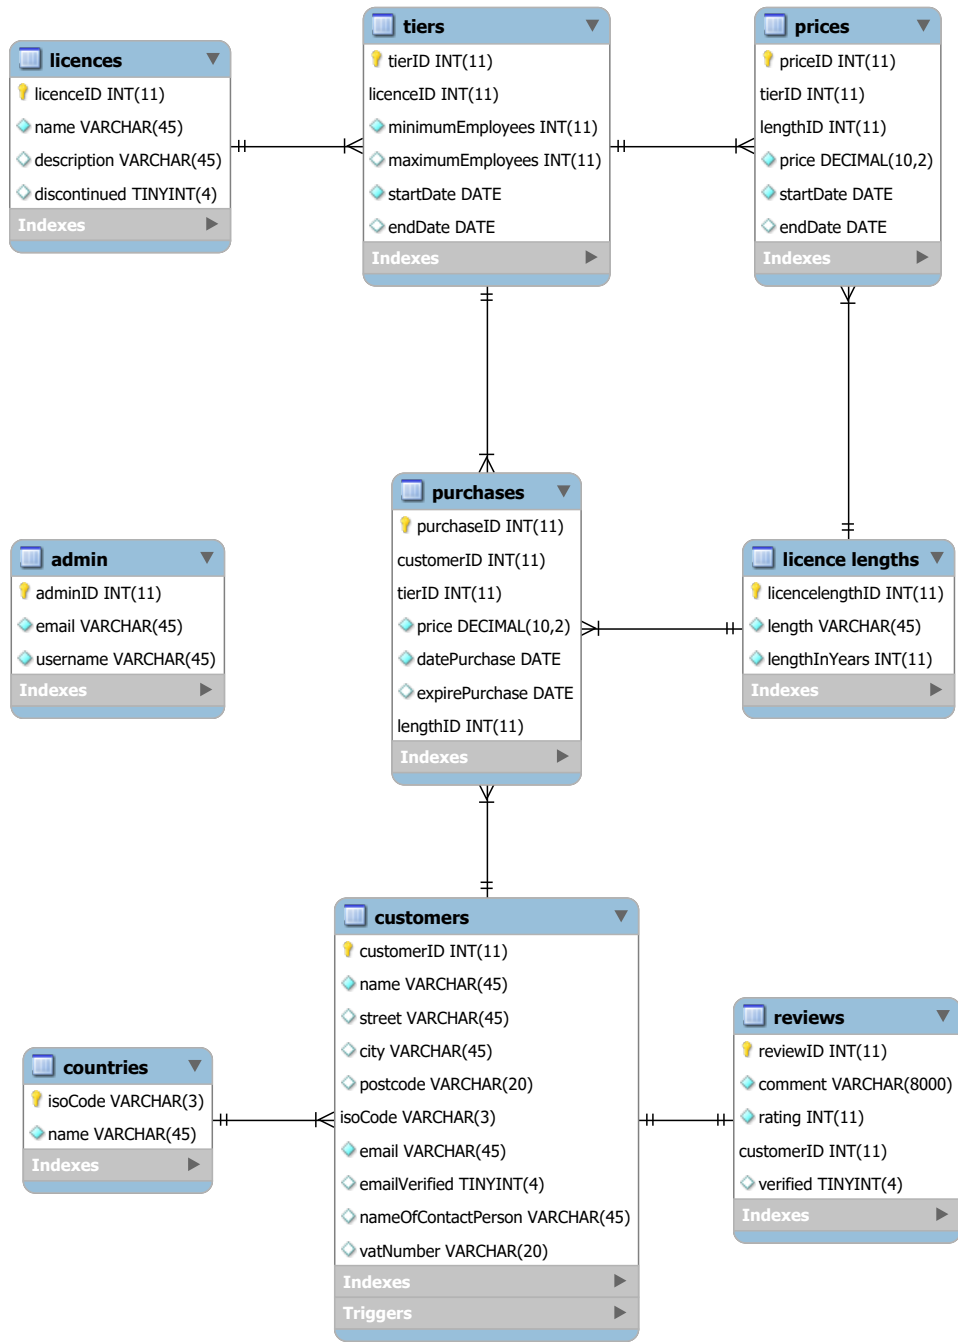 licences
licenceID INT(11)
name VARCHAR(45)
description VARCHAR(45)
discontinued TINYINT(4)
Indexes
tiers
tierID INT(11)
licenceID INT(11)
minimumEmployees INT(11)
maximumEmployees INT(11)
startDate DATE
endDate DATE
Indexes
prices
priceID INT(11)
tierID INT(11)
lengthID INT(11)
price DECIMAL(10,2)
startDate DATE
endDate DATE
Indexes
admin
adminID INT(11)
email VARCHAR(45)
username VARCHAR(45)
Indexes
purchases
purchaseID INT(11)
customerID INT(11)
tierID INT(11)
price DECIMAL(10,2)
datePurchase DATE
expirePurchase DATE
lengthID INT(11)
Indexes
licence lengths
licencelengthID INT(11)
length VARCHAR(45)
lengthInYears INT(11)
Indexes
countries
isoCode VARCHAR(3)
name VARCHAR(45)
Indexes
customers
customerID INT(11)
name VARCHAR(45)
street VARCHAR(45)
city VARCHAR(45)
postcode VARCHAR(20)
isoCode VARCHAR(3)
email VARCHAR(45)
emailVerified TINYINT(4)
nameOfContactPerson VARCHAR(45)
vatNumber VARCHAR(20)
Indexes
Triggers
reviews
reviewID INT(11)
comment VARCHAR(8000)
rating INT(11)
customerID INT(11)
verified TINYINT(4)
Indexes